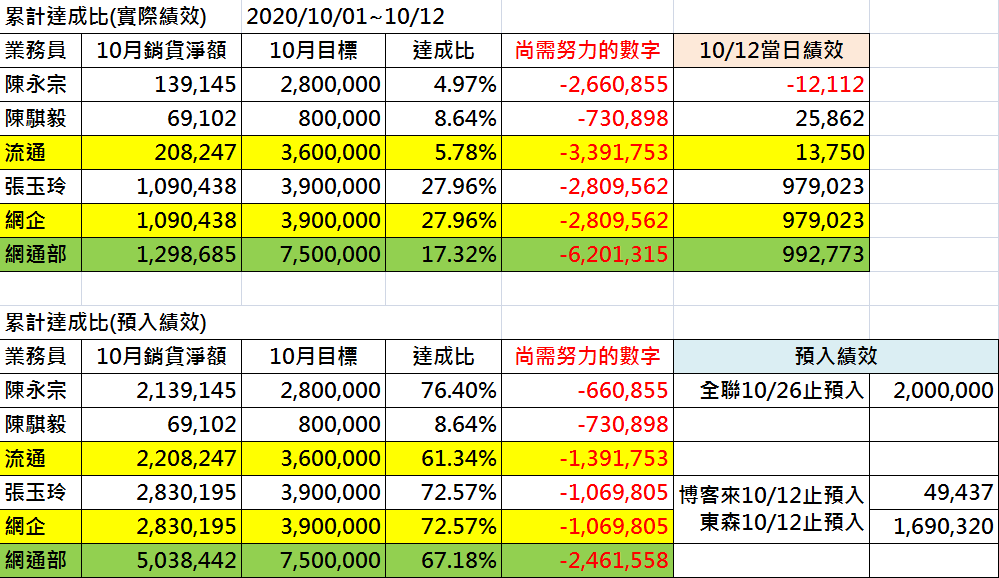 累計達成比(實際績效) 2020/10/01~10/12
業務員 10月銷貨淨額 10月目標 達成比 尚需努力的數字 10/12當日績效
陳永宗 139,145 2,800,000 4.97% -2,660,855 -12,112
陳騏毅 69,102 800,000 8.64% -730,898 25,862
流通 208,247 3,600,000 5.78% -3,391,753 13,750
張玉玲 1,090,438 3,900,000 27.96% -2,809,562 979,023
網企 1,090,438 3,900,000 27.96% -2,809,562 979,023
網通部 1,298,685 7,500,000 17.32% -6,201,315 992,773
累計達成比(預入績效)
業務員 10月銷貨淨額 10月目標 達成比 尚需努力的數字 預入績效
陳永宗 2,139,145 2,800,000 76.40% -660,855 全聯10/26止預入 2,000,000
陳騏毅 69,102 800,000 8.64% -730,898
流通 2,208,247 3,600,000 61.34% -1,391,753
張玉玲 2,830,195 3,900,000 72.57% -1,069,805 博客來10/12止預入 49,437
網企 2,830,195 3,900,000 72.57% -1,069,805 東森10/12止預入 1,690,320
網通部 5,038,442 7,500,000 67.18% -2,461,558